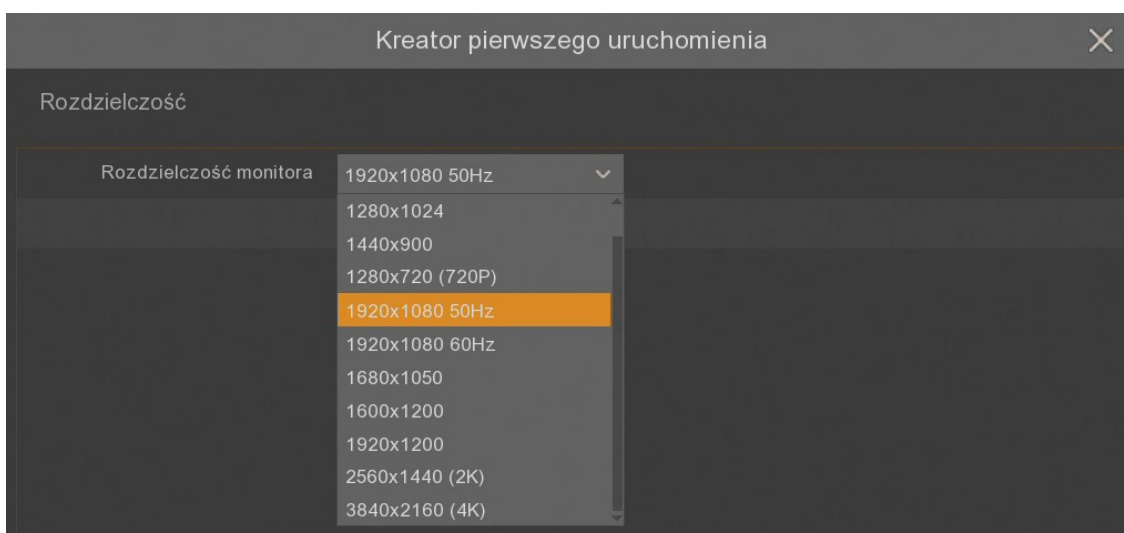 Kreator pierwszego uruchomienia
Rozdzielczość
Rozdzielczość monitora 1920x1080 50Hz
1280x1024
1440x900
1280x720 (720P)
1920x1080 50Hz
1920x1080 60Hz
1680x1050
1600x1200
1920x1200
2560x1440 (2K)
3840x2160 (4K)